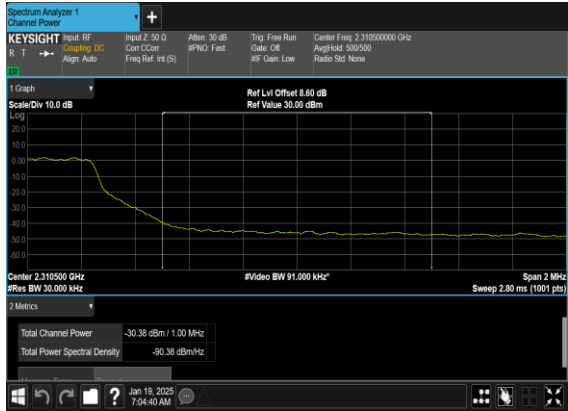 Spectrum Analyzer 1
Channel Power
+
KEYSIGHT
R T
LU
Input: RF
Coupling: DC
Align: Auto
Input Z: 50 Ω
Corr CCorr
Freq Ref: Int (S)
Atten: 30 dB
#PNO: Fast
Trig: Free Run
Gate: Off
#IF Gain: Low
Center Freq: 2.310500000 GHz
Avg|Hold: 500/500
Radio Std: None
1 Graph
Scale/Div 10.0 dB
Ref Lvl Offset 8.60 dB
Ref Value 30.00 dBm
Log
20.0
10.0
0.00
-10.0
-20.0
-30.0
-40.0
-50.0
-60.0
Center 2.310500 GHz
#Res BW 30.000 kHz
#Video BW 91.000 kHz*
Span 2 MHz
Sweep 2.80 ms (1001 pts)
2 Metrics
Total Channel Power -30.38 dBm / 1.00 MHz
Total Power Spectral Density -90.38 dBm/Hz
?
Jan 19, 2025
7:04:40 AM